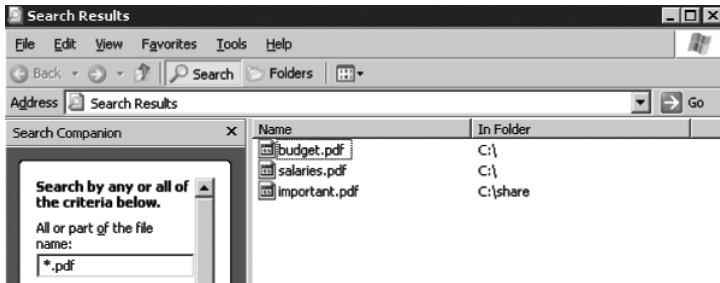 Search Results
File Edit View Favorites Tools Help
Back Search Folders
Address Search Results Go
Search Companion x Name In Folder
budget.pdf C:\
salaries.pdf C:\
important.pdf C:\share
Search by any or all of
the criteria below.
All or part of the file
name:
*.pdf